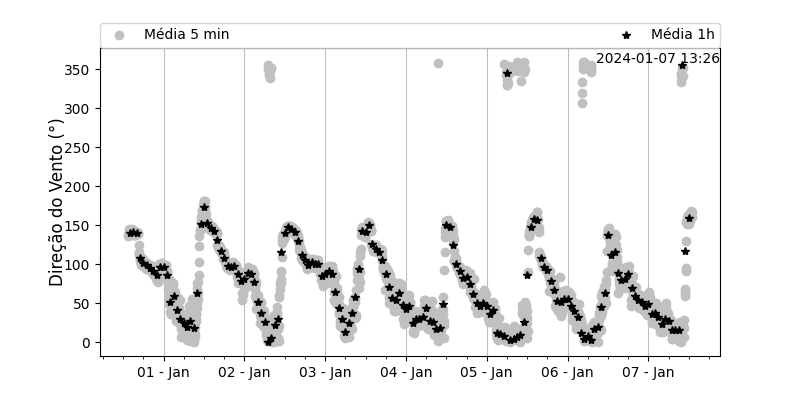 Média 5 min
Média 1h
2024-01-07 13:26
Direção do Vento (°)
350
300
250
200
150
100
50
0
01 - Jan
02 - Jan
03 - Jan
04 - Jan
05 - Jan
06 - Jan
07 - Jan